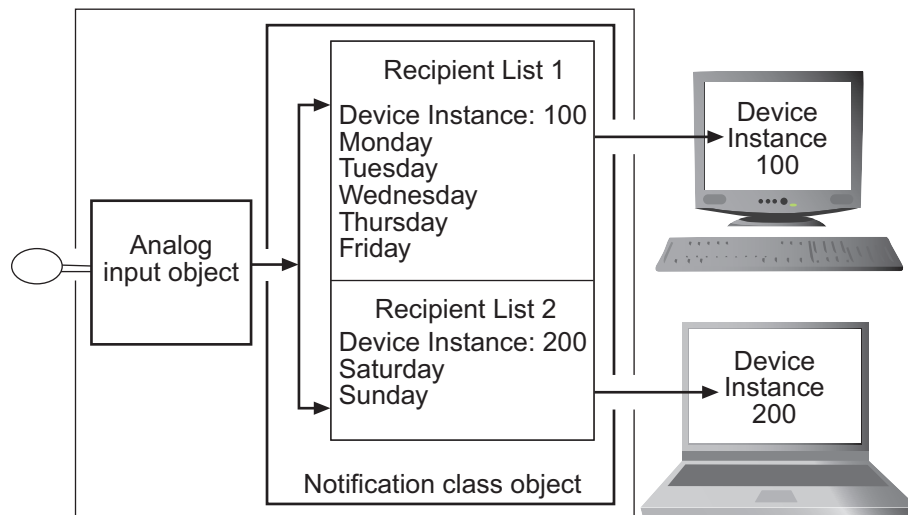 Analog
input object
Recipient List 1
Device Instance: 100
Monday
Tuesday
Wednesday
Thursday
Friday
Recipient List 2
Device Instance: 200
Saturday
Sunday
Notification class object
Device
Instance
100
Device
Instance
200